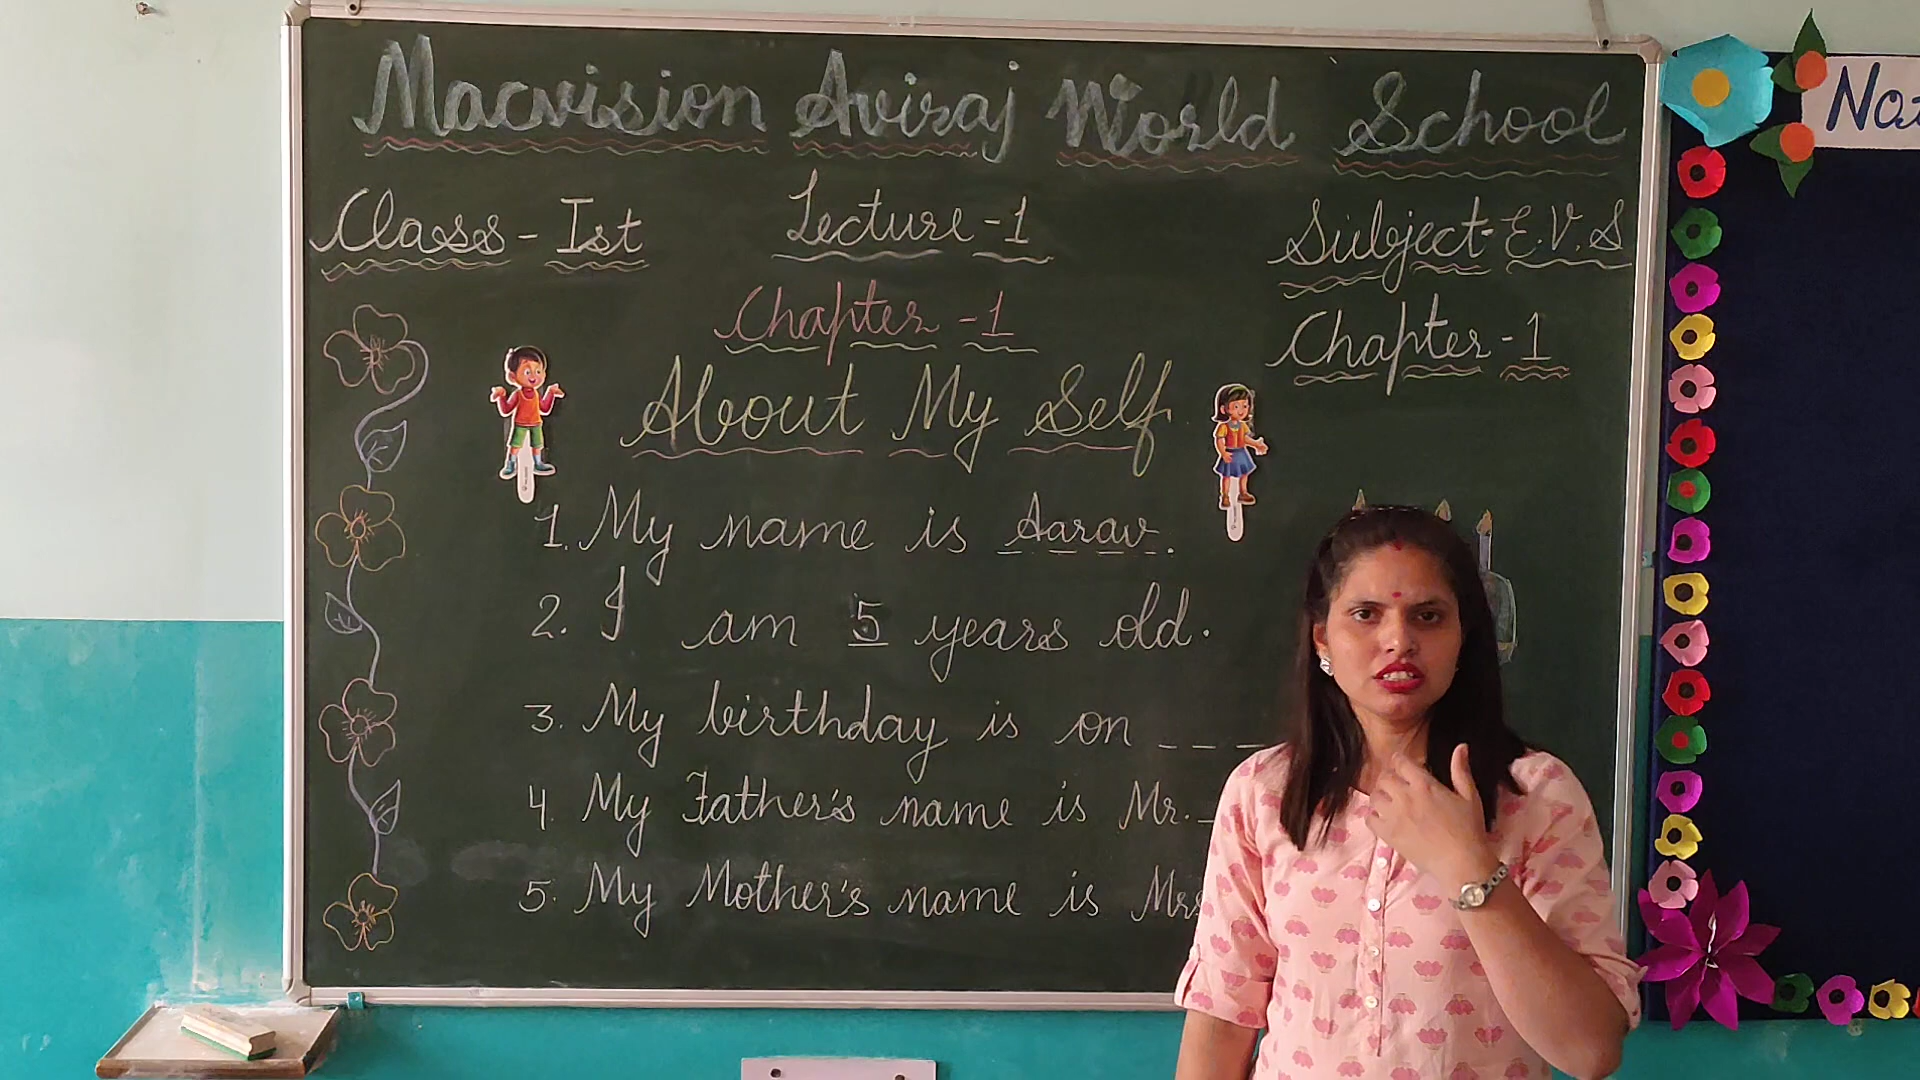 Macvision Aviraj World School
Class - Ist
Lecture - 1
Subject - E.V.S
Chapter - 1
Chapter - 1
About My Self
1. My name is Aarav.
2. I am 5 years old.
3. My birthday is on _ _ _
4. My Father's name is Mr. _
5. My Mother's name is Mrs